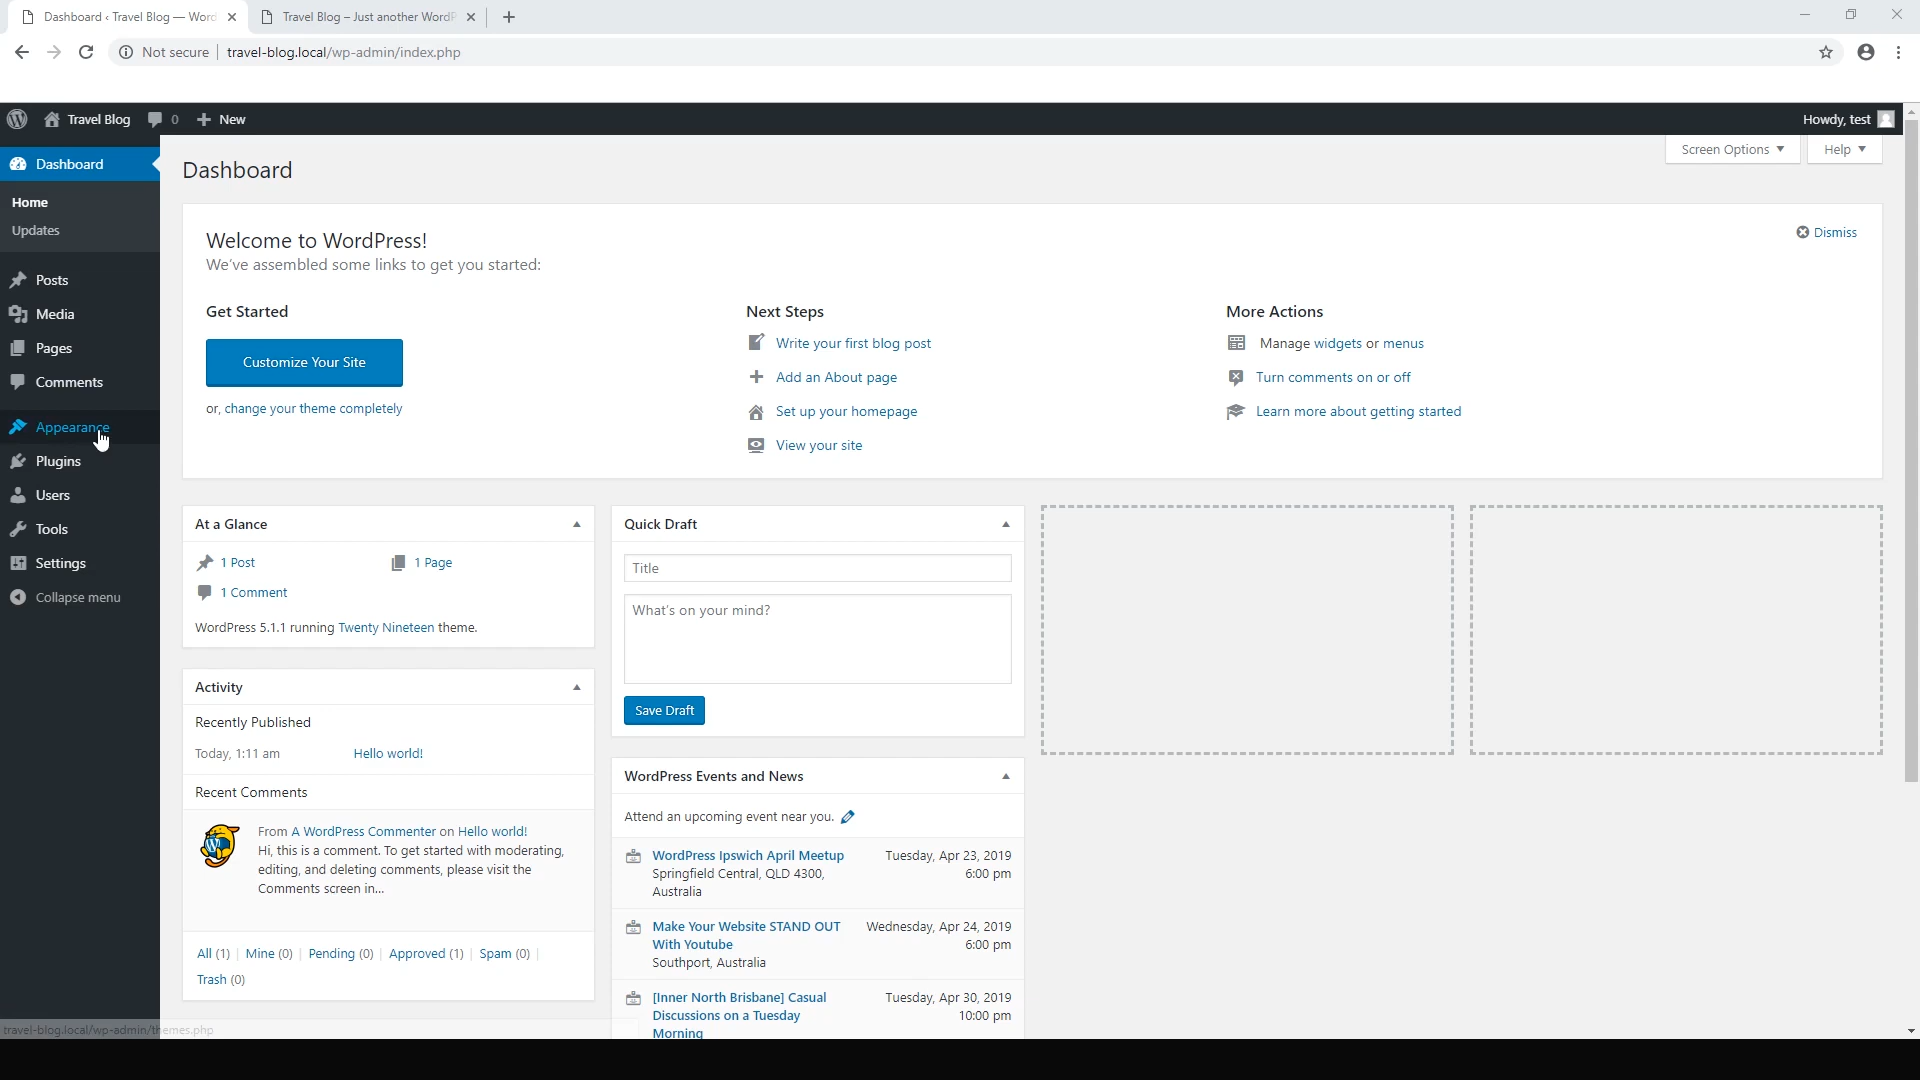 Dashboard ‹ Travel Blog — Word
Travel Blog – Just another WordP
Not secure
travel-blog.local/wp-admin/index.php
Travel Blog
0
New
Howdy, test
Dashboard
Home
Updates
Posts
Media
Pages
Comments
Appearance
Plugins
Users
Tools
Settings
Collapse menu
Dashboard
Screen Options
Help
Welcome to WordPress!
We've assembled some links to get you started:
Dismiss
Get Started
Customize Your Site
or, change your theme completely
Next Steps
Write your first blog post
Add an About page
Set up your homepage
View your site
More Actions
Manage widgets or menus
Turn comments on or off
Learn more about getting started
At a Glance
1 Post
1 Page
1 Comment
WordPress 5.1.1 running Twenty Nineteen theme.
Activity
Recently Published
Today, 1:11 am Hello world!
Recent Comments
From A WordPress Commenter on Hello world!
Hi, this is a comment. To get started with moderating,
editing, and deleting comments, please visit the
Comments screen in...
All (1) | Mine (0) | Pending (0) | Approved (1) | Spam (0) |
Trash (0)
Quick Draft
Title
What's on your mind?
Save Draft
WordPress Events and News
Attend an upcoming event near you.
WordPress Ipswich April Meetup Tuesday, Apr 23, 2019
Springfield Central, QLD 4300, 6:00 pm
Australia
Make Your Website STAND OUT Wednesday, Apr 24, 2019
With Youtube 6:00 pm
Southport, Australia
[Inner North Brisbane] Casual Tuesday, Apr 30, 2019
Discussions on a Tuesday 10:00 pm
Morning
travel-blog.local/wp-admin/themes.php